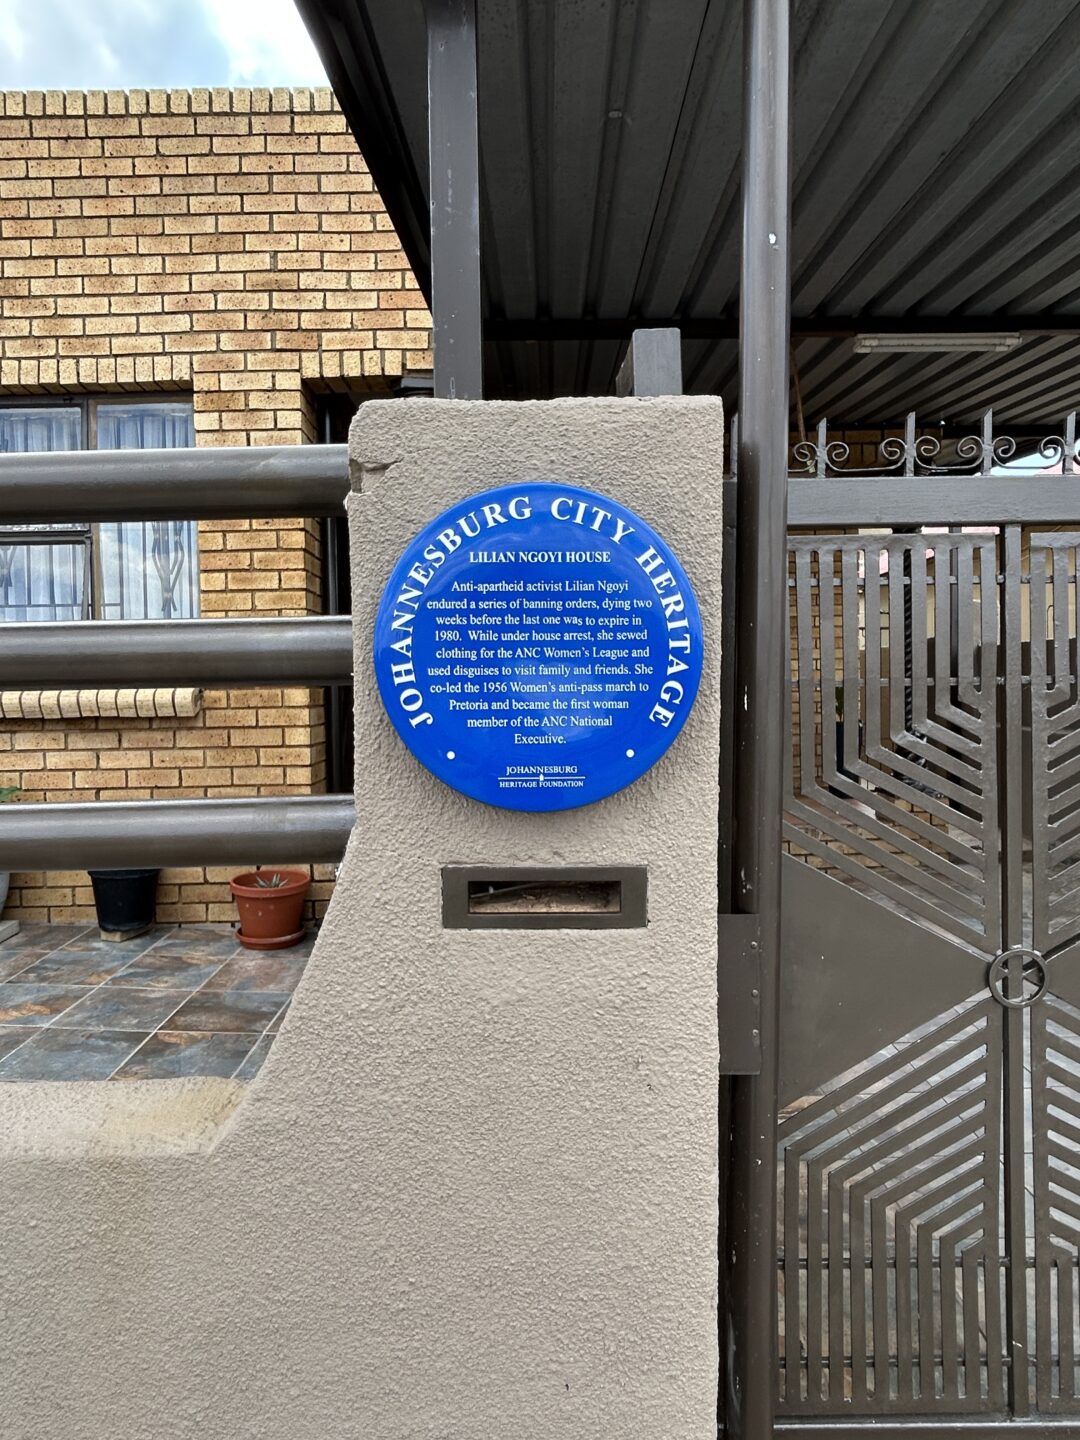 JOHANNESBURG CITY HERITAGE
LILIAN NGOYI HOUSE
Anti-apartheid activist Lilian Ngoyi
endured a series of banning orders, dying two
weeks before the last one was to expire in
1980. While under house arrest, she sewed
clothing for the ANC Women's League and
used disguises to visit family and friends. She
co-led the 1956 Women's anti-pass march to
Pretoria and became the first woman
member of the ANC National
Executive.
JOHANNESBURG
HERITAGE FOUNDATION